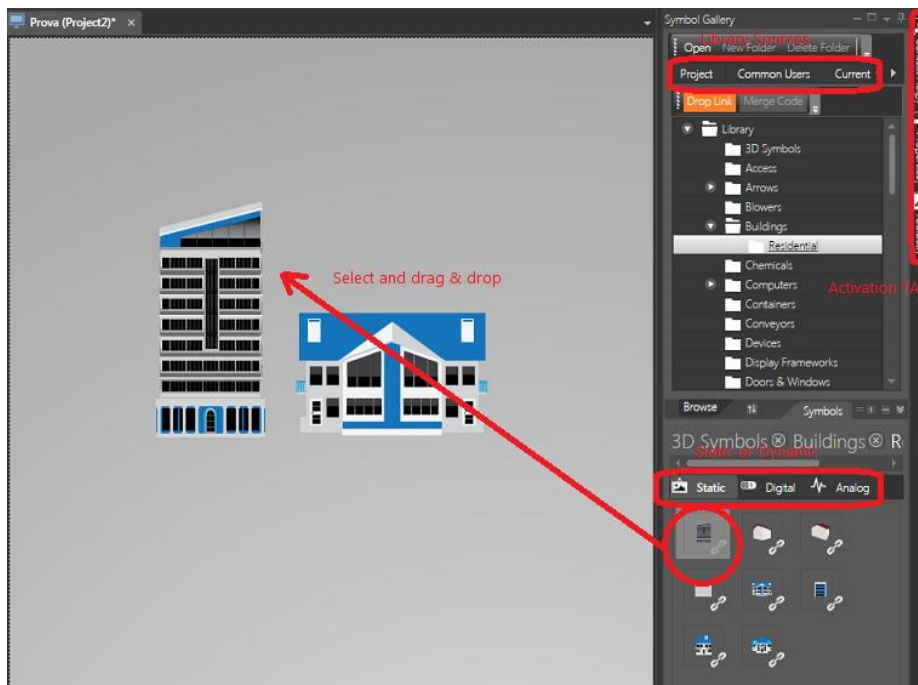 Prova (Project2)*
Symbol Gallery
Open New Folder Delete Folder
Library Sources
Project Common Users Current
Drop Link Merge Code
Library
3D Symbols
Access
Arrows
Blowers
Buildings
Residential
Chemicals
Computers
Containers
Conveyors
Devices
Display Frameworks
Doors & Windows
Select and drag & drop
Activation TA
Browse Symbols
3D Symbols Buildings R
Static or Dynamic
Static Digital Analog